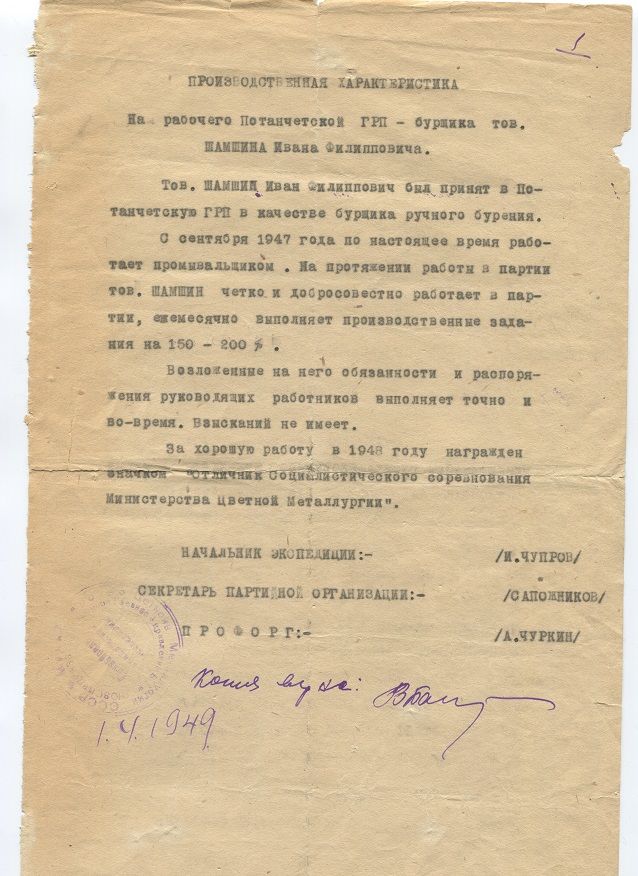 1
ПРОИЗВОДСТВЕННАЯ ХАРАКТЕРИСТИКА
На рабочего Потанчетской ГРП - бурщика тов.
ШАМШИНА Ивана Филипповича.
Тов. ШАМШИН Иван Филиппович был принят в По-
танчетскую ГРП в качестве бурщика ручного бурения.
С сентября 1947 года по настоящее время рабо-
тает промывальщиком . На протяжении работы в партии
тов. ШАМШИН четко и добросовестно работает в пар-
тии, ежемесячно выполняет производственные зада-
ния на 150 - 200 % .
Возложенные на него обязанности и распоря-
жения руководящих работников выполняет точно и
во-время. Взысканий не имеет.
За хорошую работу в 1948 году награжден
значком "Отличник Социалистического соревнования
Министерства Цветной Металлургии".
НАЧАЛЬНИК ЭКСПЕДИЦИИ:- /И.ЧУПРОВ/
СЕКРЕТАРЬ ПАРТИЙНОЙ ОРГАНИЗАЦИИ:- /САПОЖНИКОВ/
П Р О Ф О Р Г:- /А.ЧУРКИН/
Копия верна:
1.4.1949